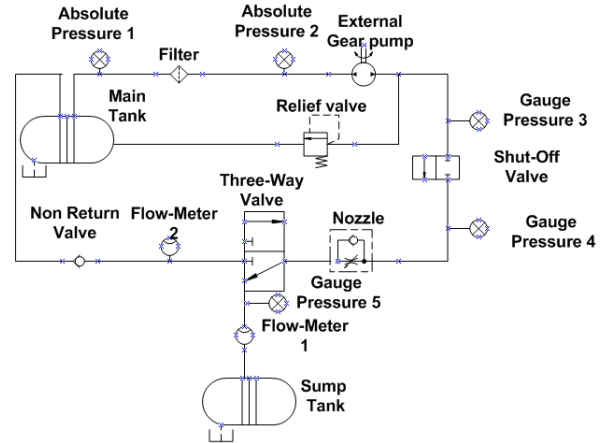 Absolute
Pressure 1
Absolute
Pressure 2
External
Gear pump
Filter
Main
Tank
Relief valve
Gauge
Pressure 3
Shut-Off
Valve
Three-Way
Valve
Non Return
Valve
Flow-Meter
2
Nozzle
Gauge
Pressure 4
Gauge
Pressure 5
Flow-Meter
1
Sump
Tank